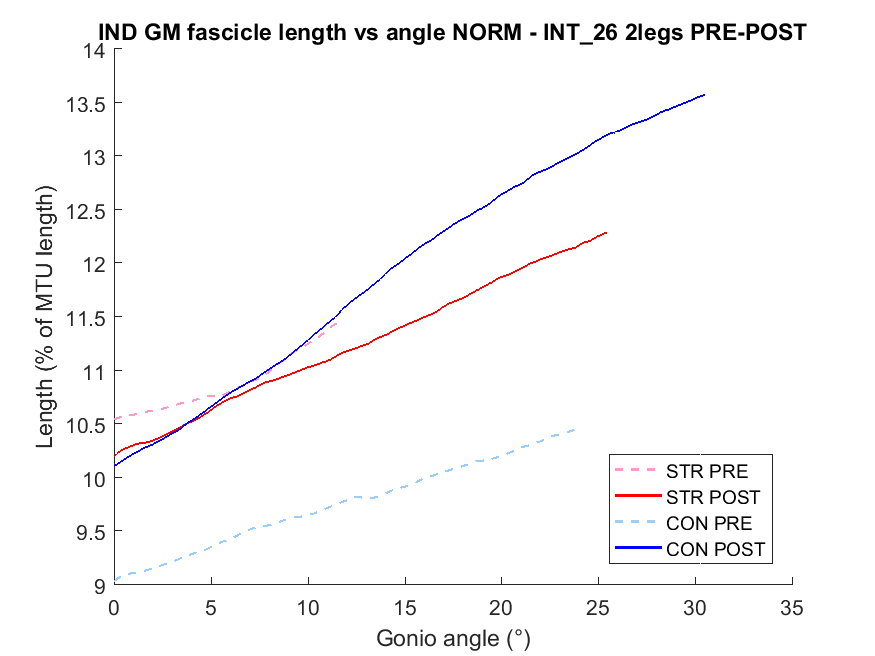 IND GM fascicle length vs angle NORM - INT_26 2legs PRE-POST
14
13.5
13
12.5
12
11.5
11
10.5
10
9.5
9
Length (% of MTU length)
0 5 10 15 20 25 30 35
Gonio angle (°)
STR PRE
STR POST
CON PRE
CON POST